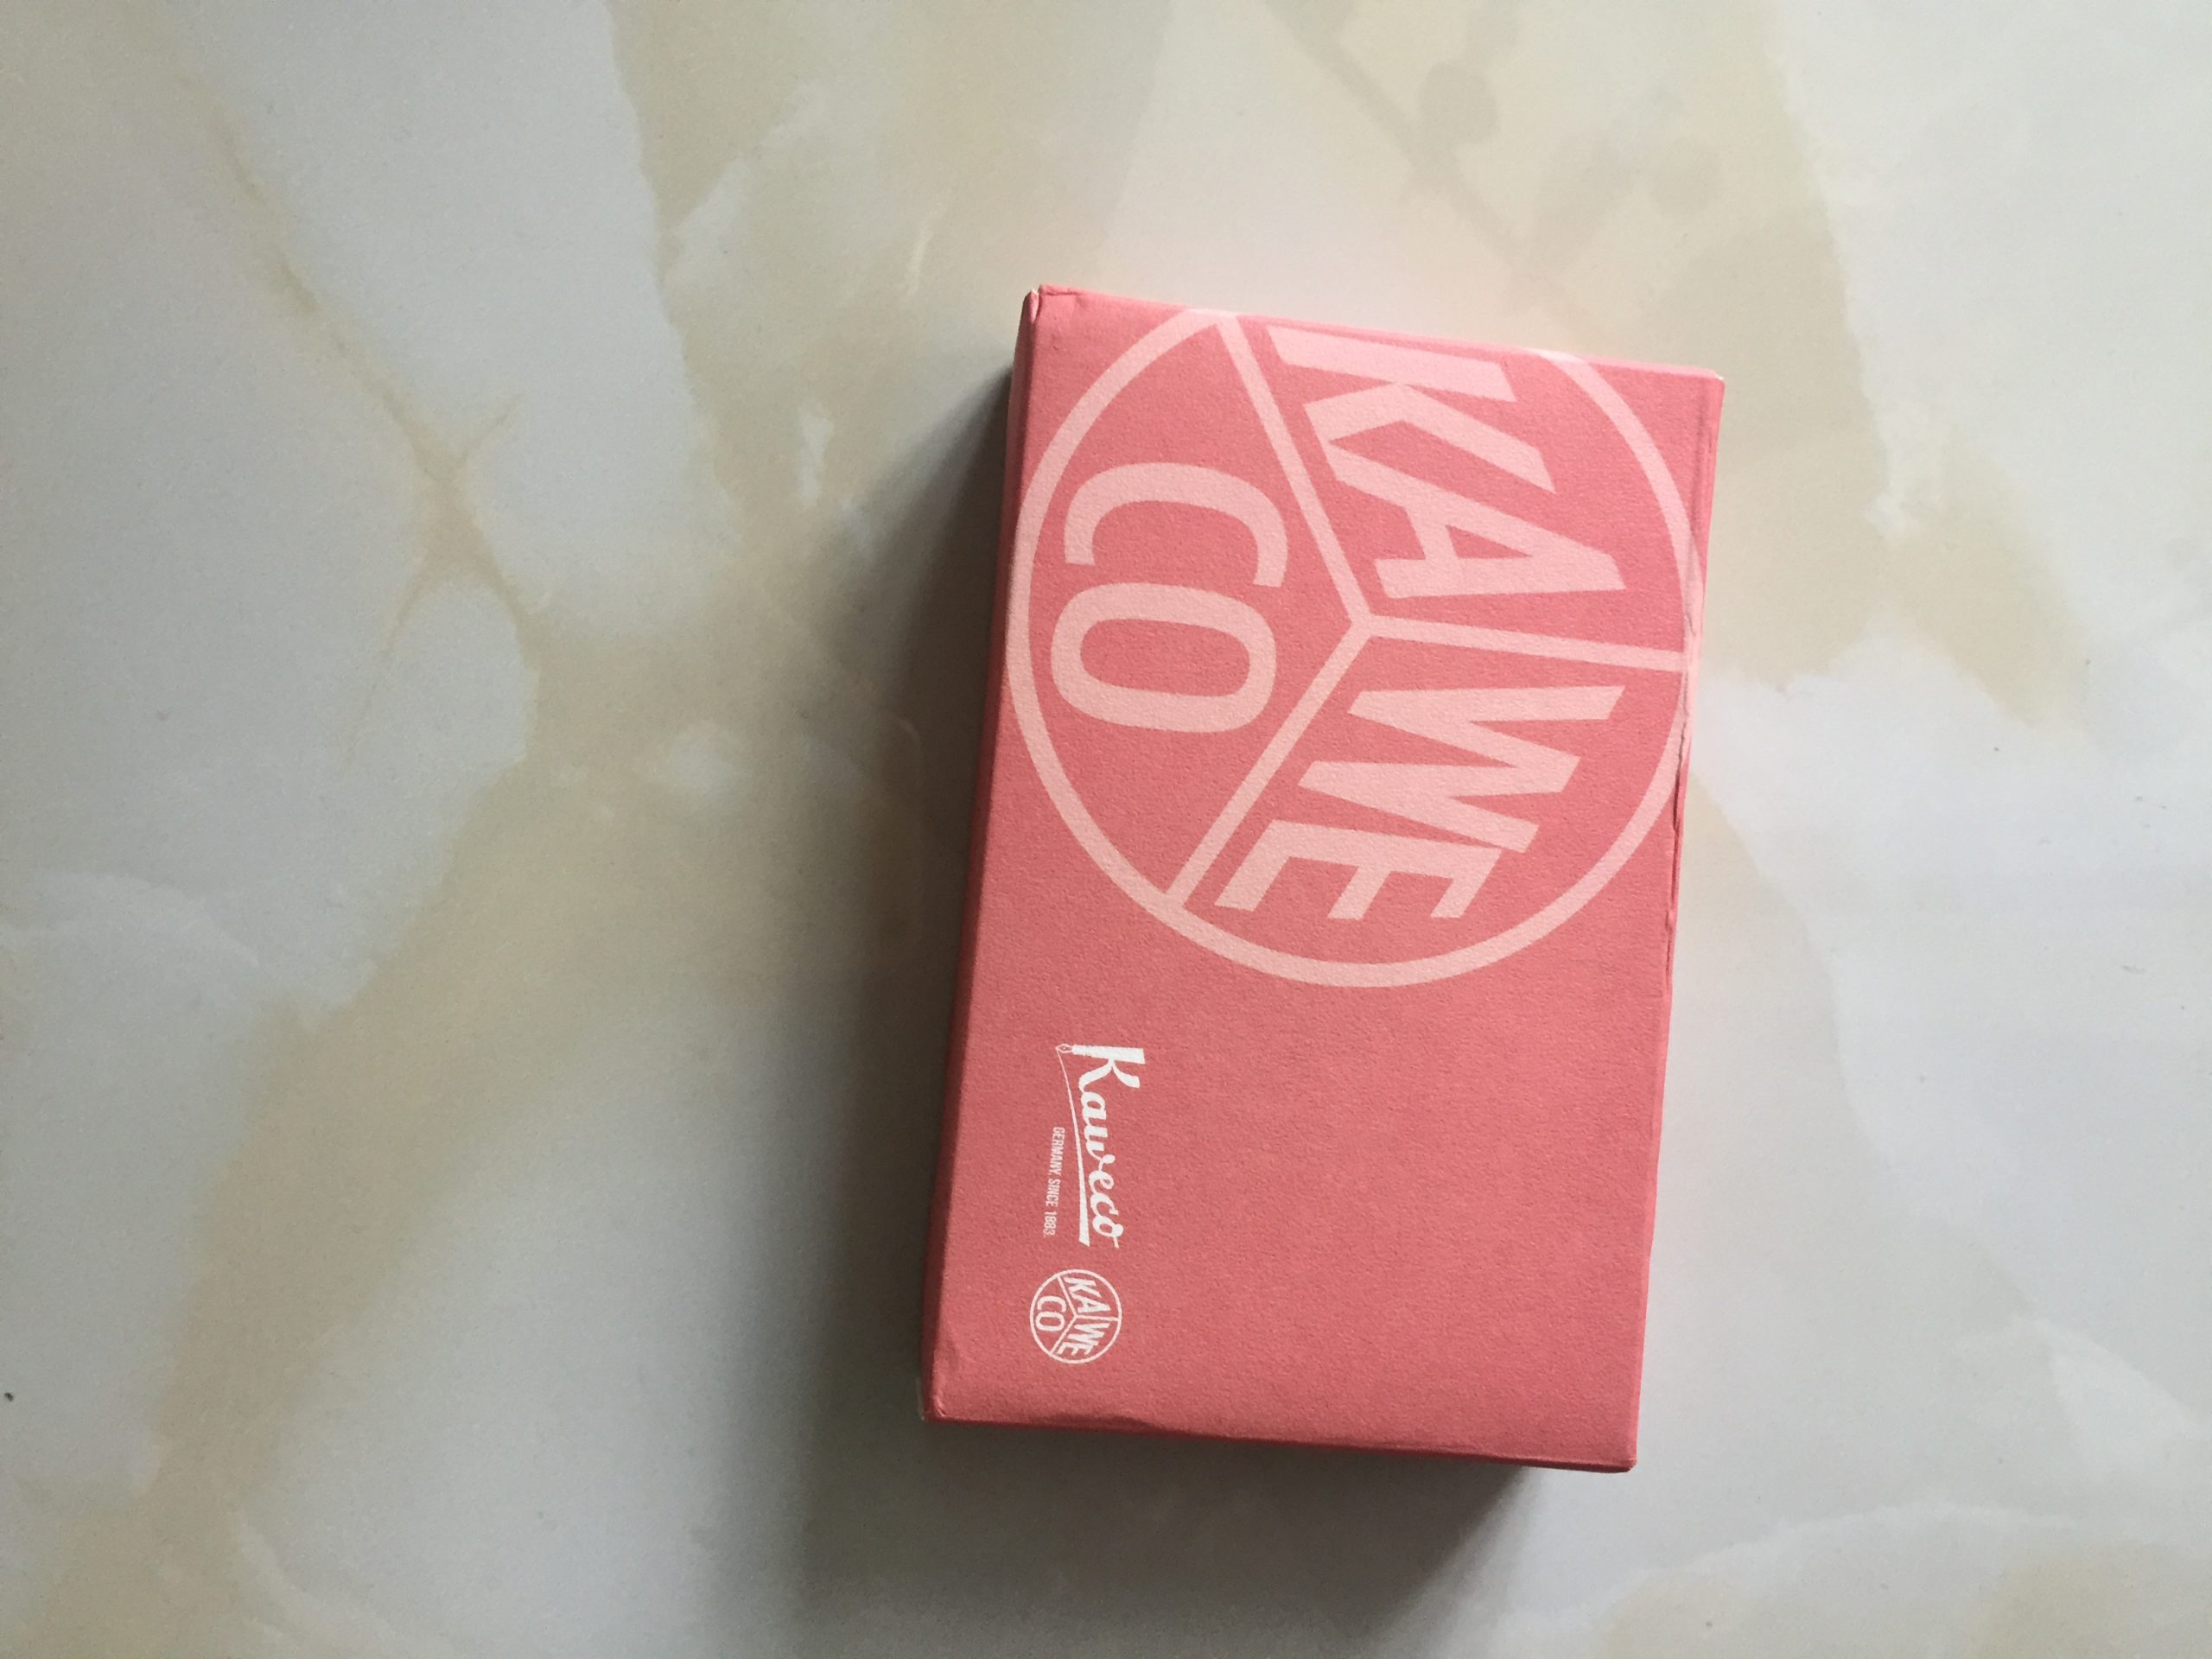 KA WE
CO
Kaweco
GERMANY, SINCE 1883.
KA WE
CO